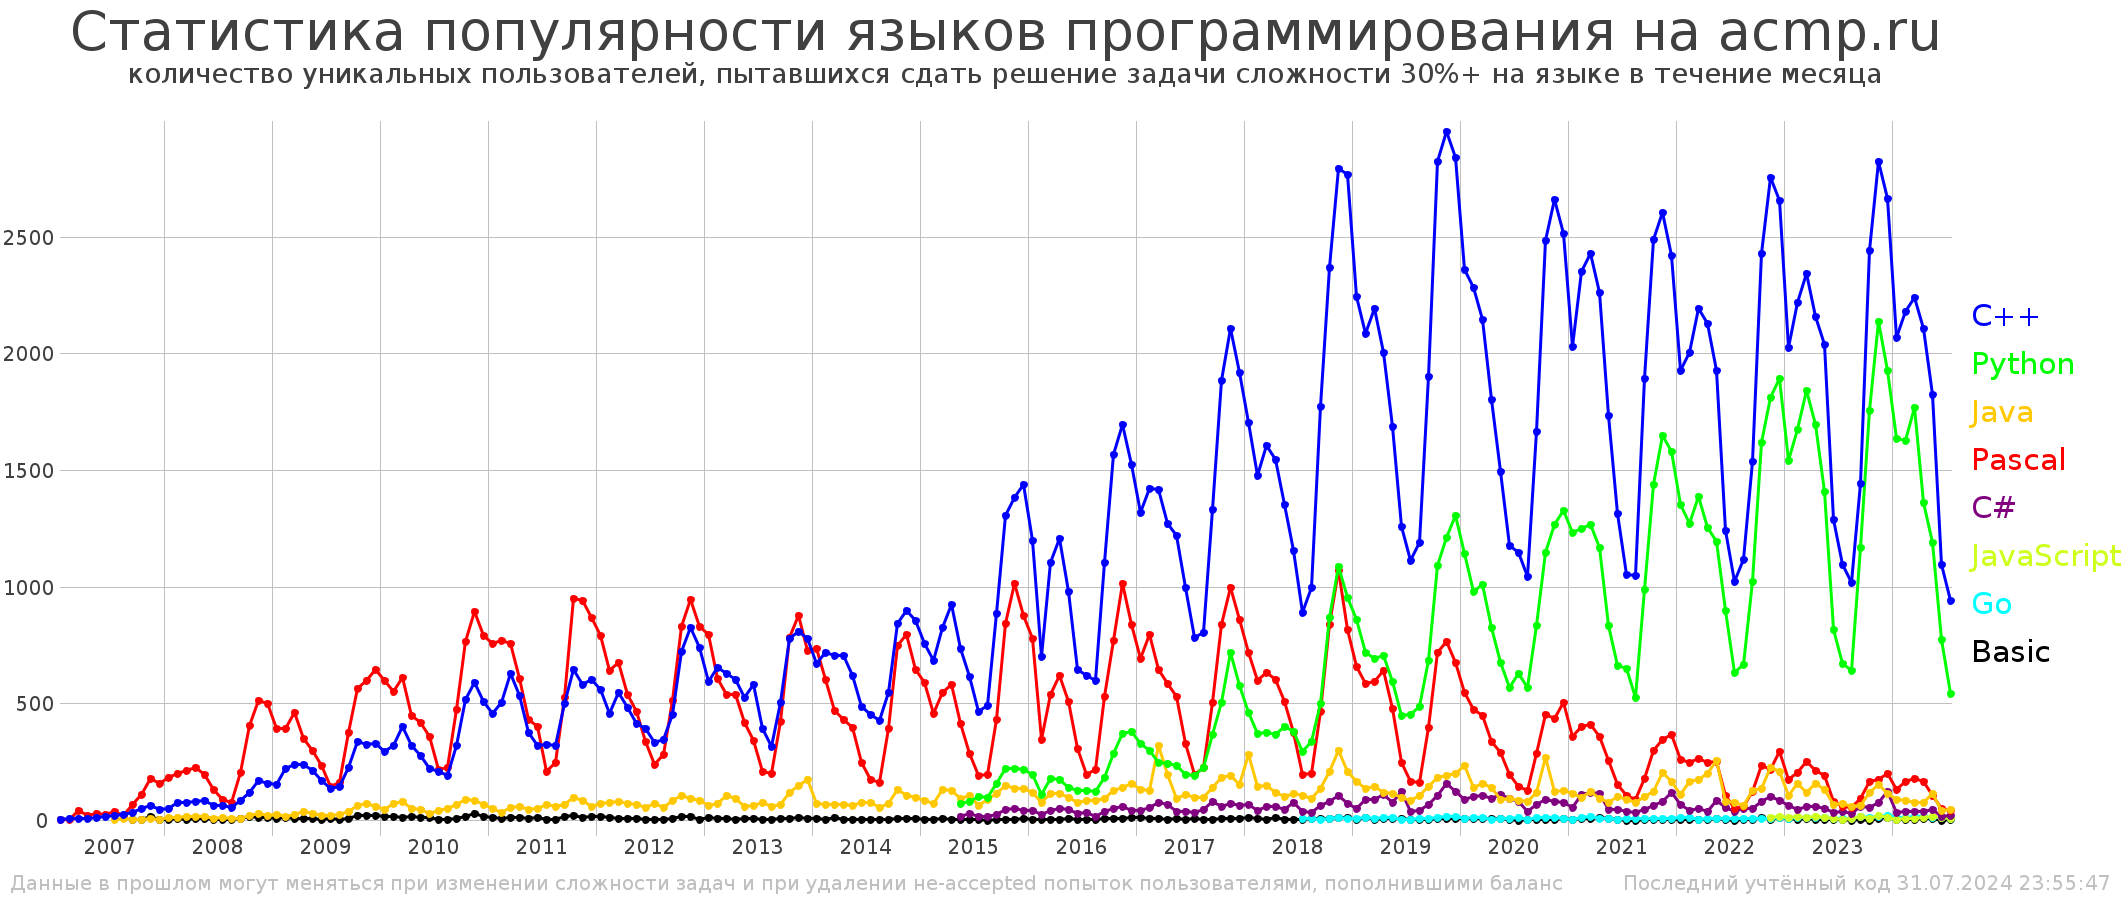 Статистика популярности языков программирования на acmp.ru
количество уникальных пользователей, пытавшихся сдать решение задачи сложности 30%+ на языке в течение месяца
2500
2000
1500
1000
500
0
C++
Python
Java
Pascal
C#
JavaScript
Go
Basic
2007 2008 2009 2010 2011 2012 2013 2014 2015 2016 2017 2018 2019 2020 2021 2022 2023
Данные в прошлом могут меняться при изменении сложности задач и при удалении не-accepted попыток пользователями, пополнившими баланс
Последний учтённый код 31.07.2024 23:55:47